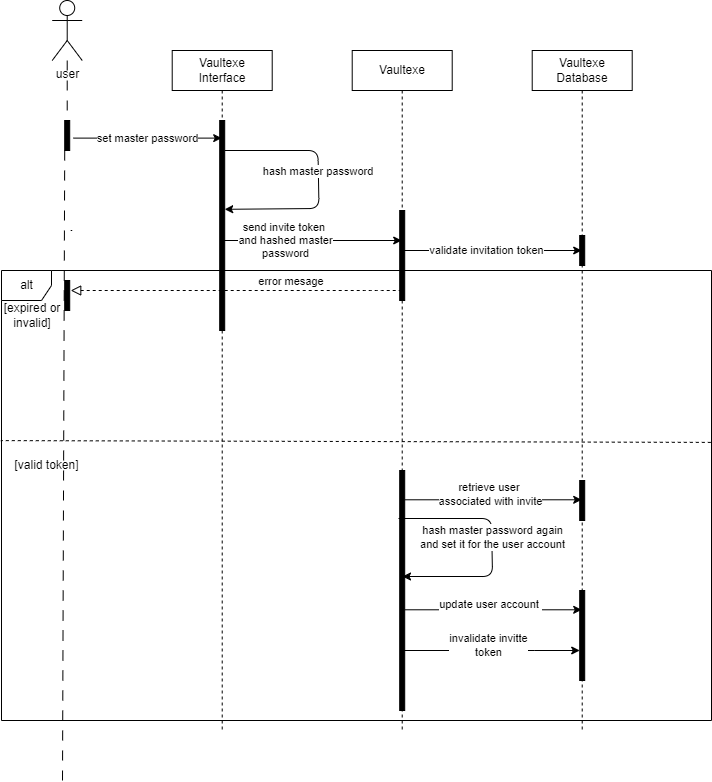 user
Vaultexe
Interface
Vaultexe
Vaultexe
Database
set master password
hash master password
send invite token
and hashed master
password
validate invitation token
alt
error mesage
[expired or
invalid]
[valid token]
retrieve user
associated with invite
hash master password again
and set it for the user account
update user account
invalidate invitte
token